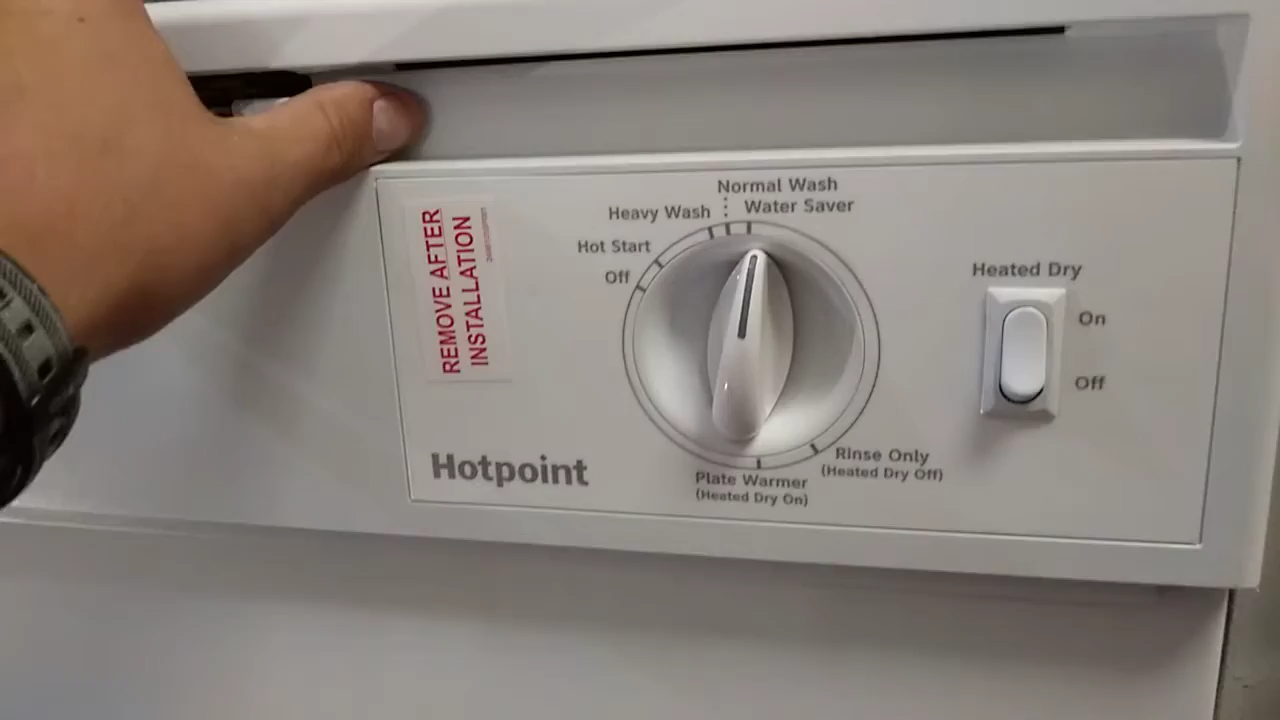 Normal Wash
Heavy Wash
Water Saver
Hot Start
Off
REMOVE AFTER
INSTALLATION
Heated Dry
On
Off
Hotpoint
Rinse Only
(Heated Dry Off)
Plate Warmer
(Heated Dry On)